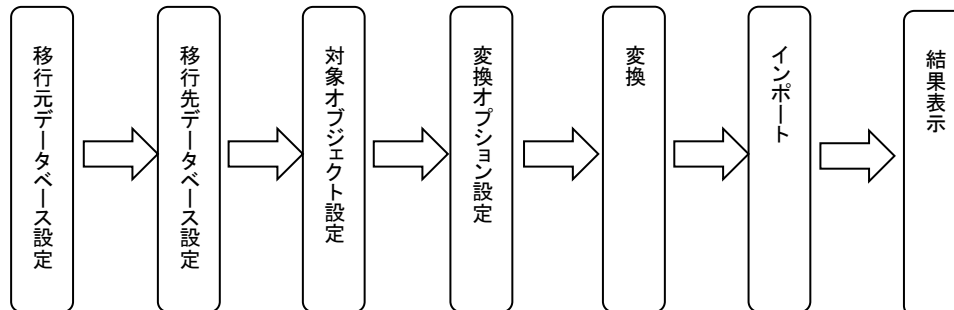 移行元データベース設定
移行先データベース設定
対象オブジェクト設定
変換オプション設定
変換
インポート
結果表示